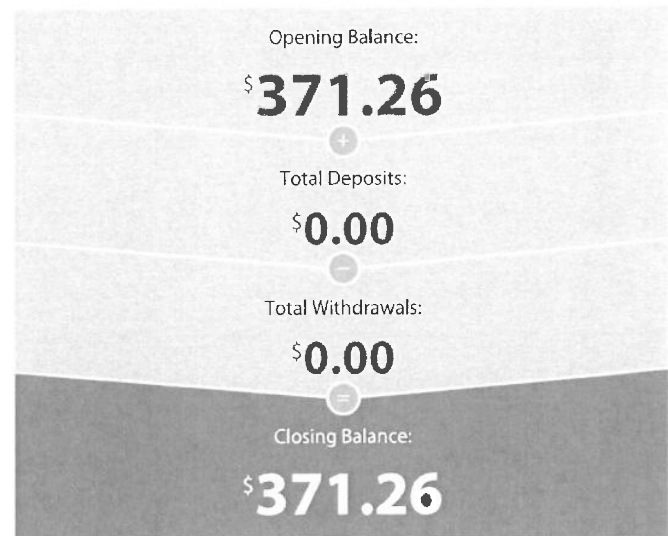 Opening Balance:
$371.26
+
Total Deposits:
$0.00
−
Total Withdrawals:
$0.00
=
Closing Balance:
$371.26